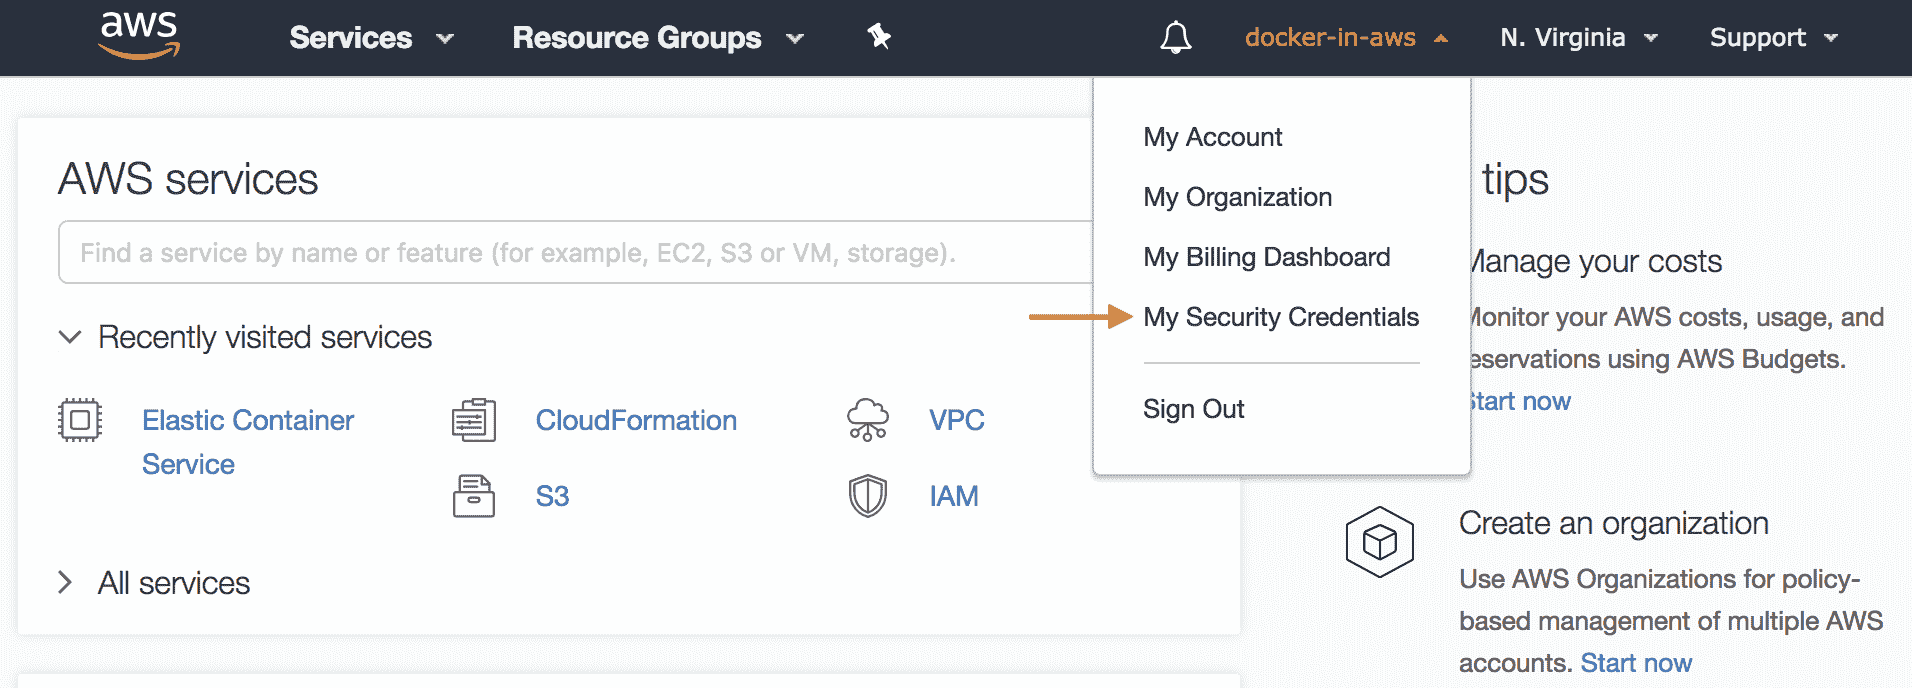 aws
Services
Resource Groups
docker-in-aws
N. Virginia
Support
AWS services
Find a service by name or feature (for example, EC2, S3 or VM, storage).
Recently visited services
Elastic Container
Service
CloudFormation
VPC
S3
IAM
All services
My Account
My Organization
My Billing Dashboard
My Security Credentials
Sign Out
tips
Manage your costs
Monitor your AWS costs, usage, and
eservations using AWS Budgets.
Start now
Create an organization
Use AWS Organizations for policy-
based management of multiple AWS
accounts. Start now